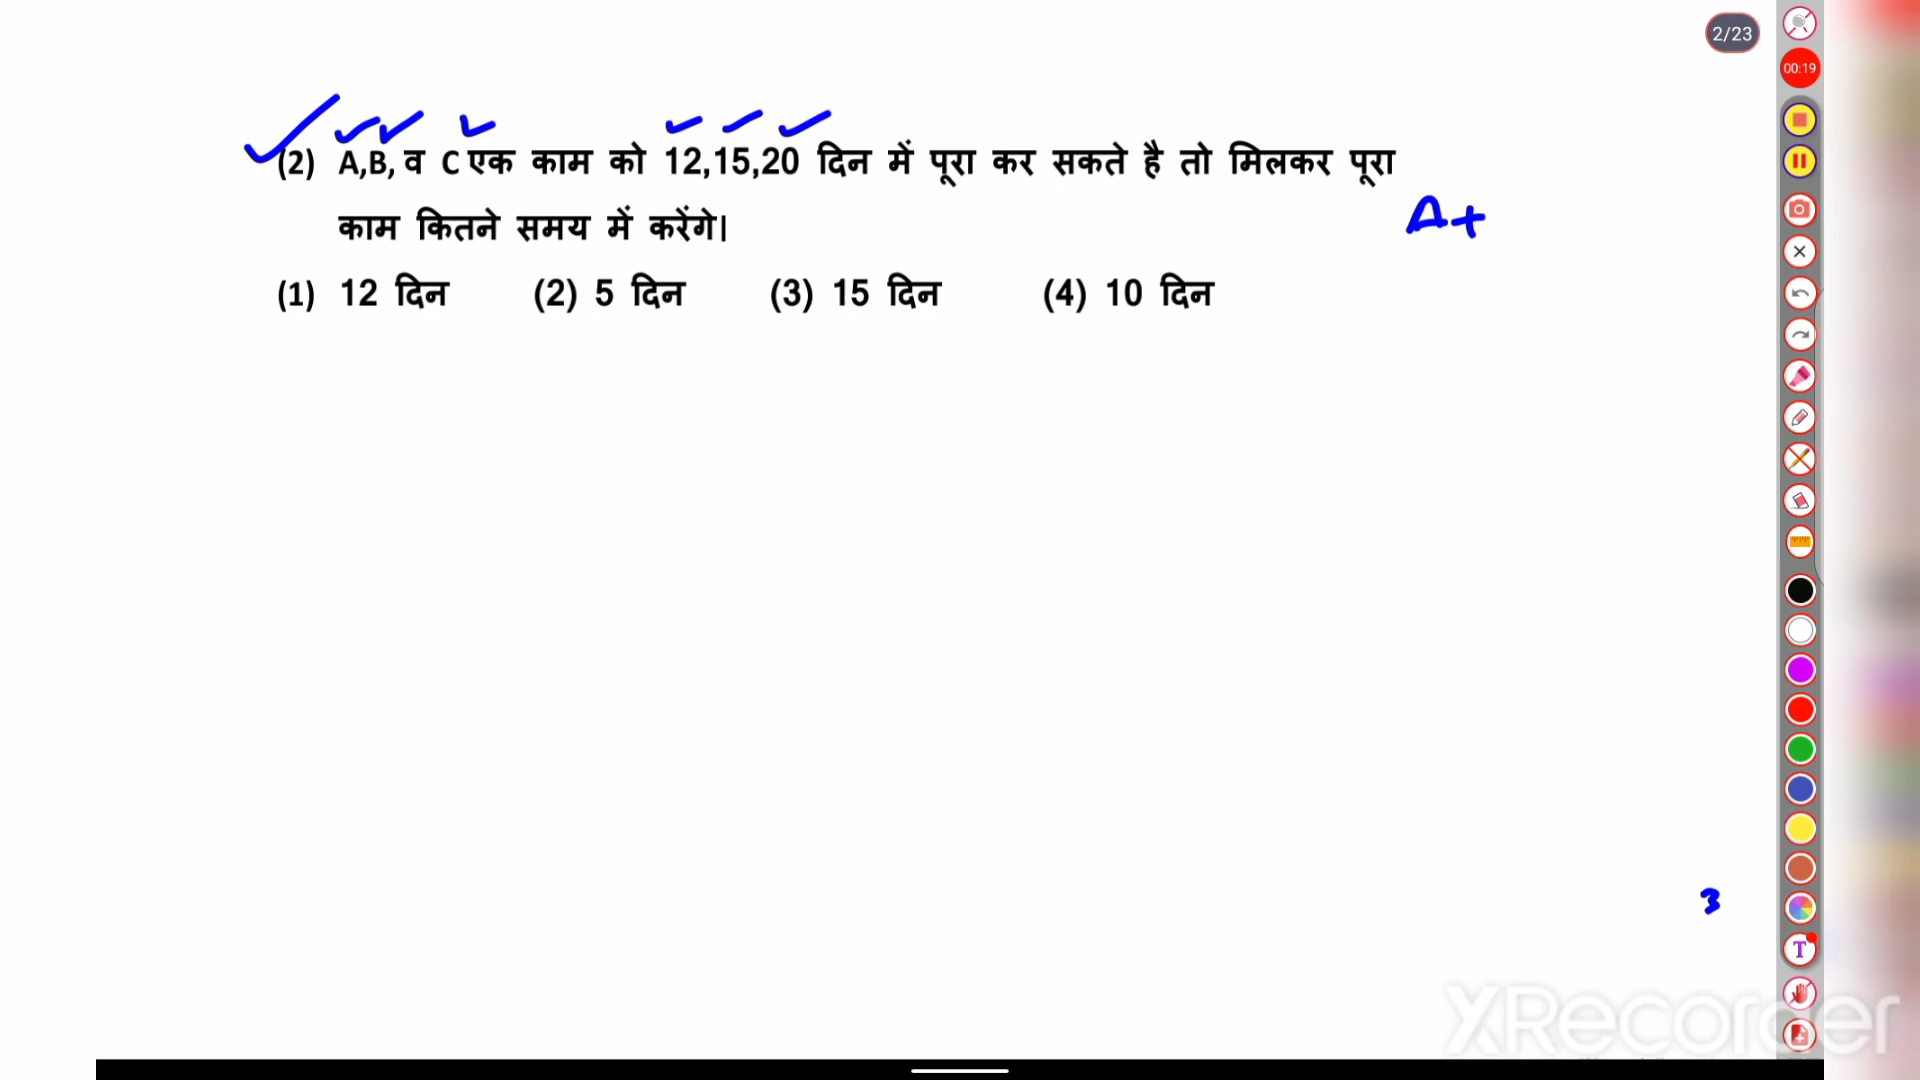 2/23
00:19
(2) A,B, व C एक काम को 12,15,20 दिन में पूरा कर सकते है तो मिलकर पूरा
काम कितने समय में करेंगे।
A+
(1) 12 दिन (2) 5 दिन (3) 15 दिन (4) 10 दिन
3
T
XRecorder